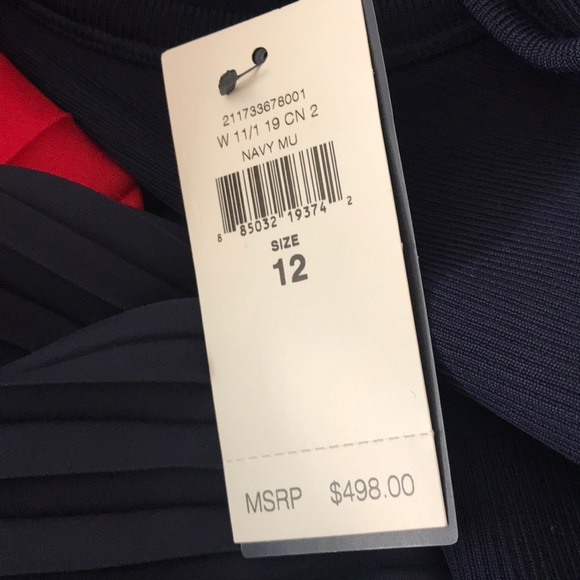 211733678001
W 11/1 19 CN 2
NAVY MU
8 85032 19374 2
SIZE
12
MSRP $498.00